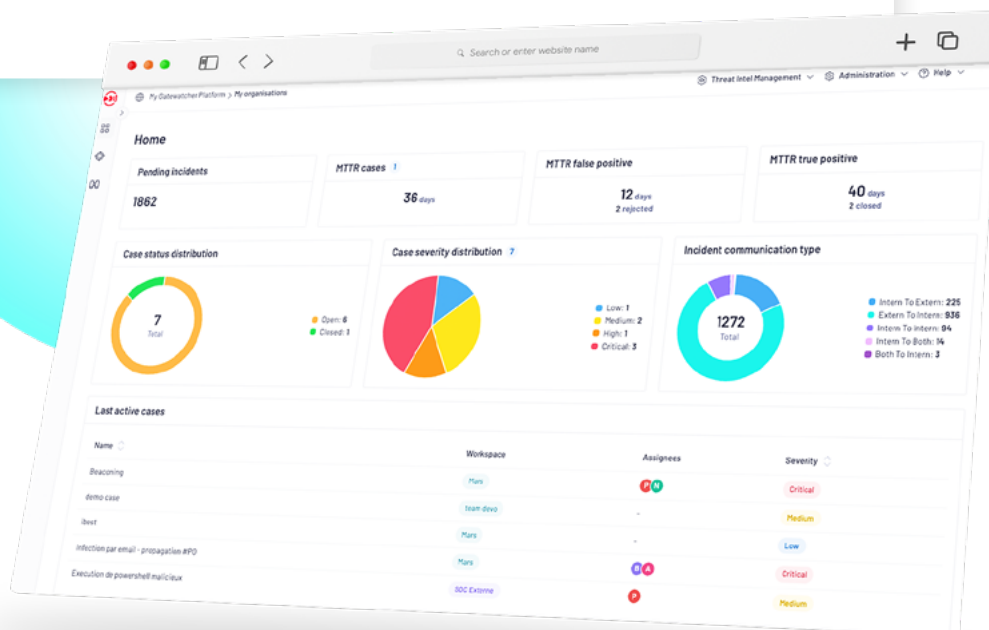 Search or enter website name
Threat Intel Management Administration Help
My Gatewatcher Platform > My organisations
Home
Pending incidents
1862
MTTR cases 1
36 days
MTTR false positive
12 days
2 rejected
MTTR true positive
40 days
2 closed
Case status distribution
7
Total
Open: 6
Closed: 1
Case severity distribution 7
Low: 1
Medium: 2
High: 1
Critical: 3
Incident communication type
1272
Total
Intern To Extern: 225
Extern To Intern: 936
Intern To Intern: 94
Intern To Both: 14
Both To Intern: 3
Last active cases
Name Workspace Assignees Severity
Beaconing Mars P N Critical
demo case team devo - Medium
Mars - Low
Infection par email - propagation #PO Mars B A Critical
Execution de powershell malicieux SOC Externe P Medium